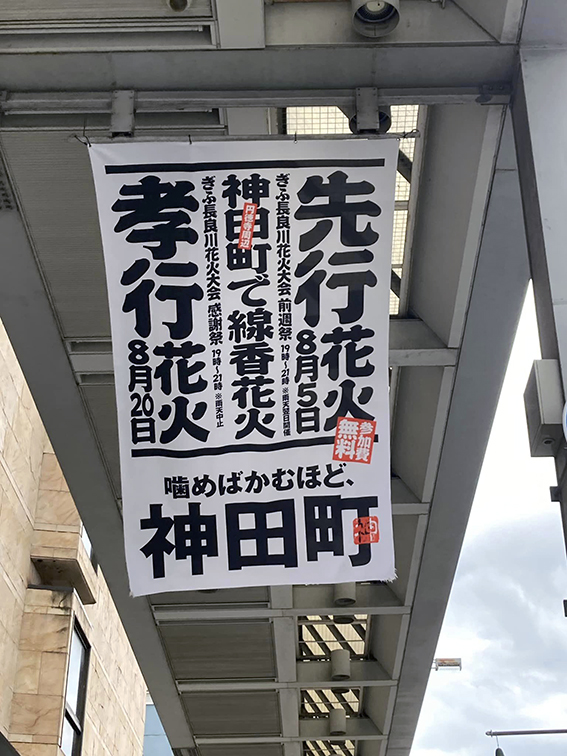 先行花火
8月5日
ぎふ長良川花火大会 前週祭 19時〜21時 ※雨天翌日開催
神田町で線香花火
円徳寺周辺
ぎふ長良川花火大会 感謝祭 19時〜21時 ※雨天中止
孝行花火
8月20日
参加費
無料
噛めばかむほど、
神田町